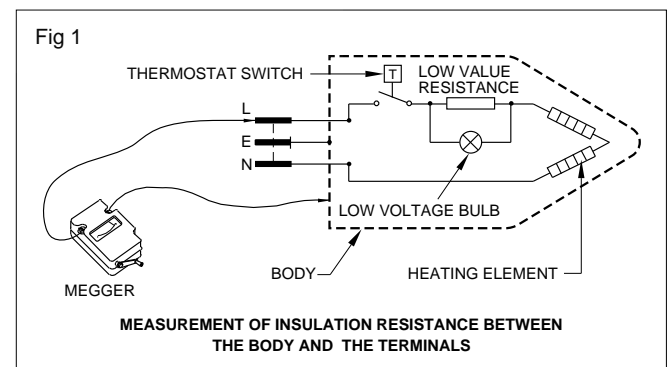 Fig 1
THERMOSTAT SWITCH
T
LOW VALUE
RESISTANCE
L
E
N
LOW VOLTAGE BULB
MEGGER
BODY
HEATING ELEMENT
MEASUREMENT OF INSULATION RESISTANCE BETWEEN
THE BODY AND THE TERMINALS